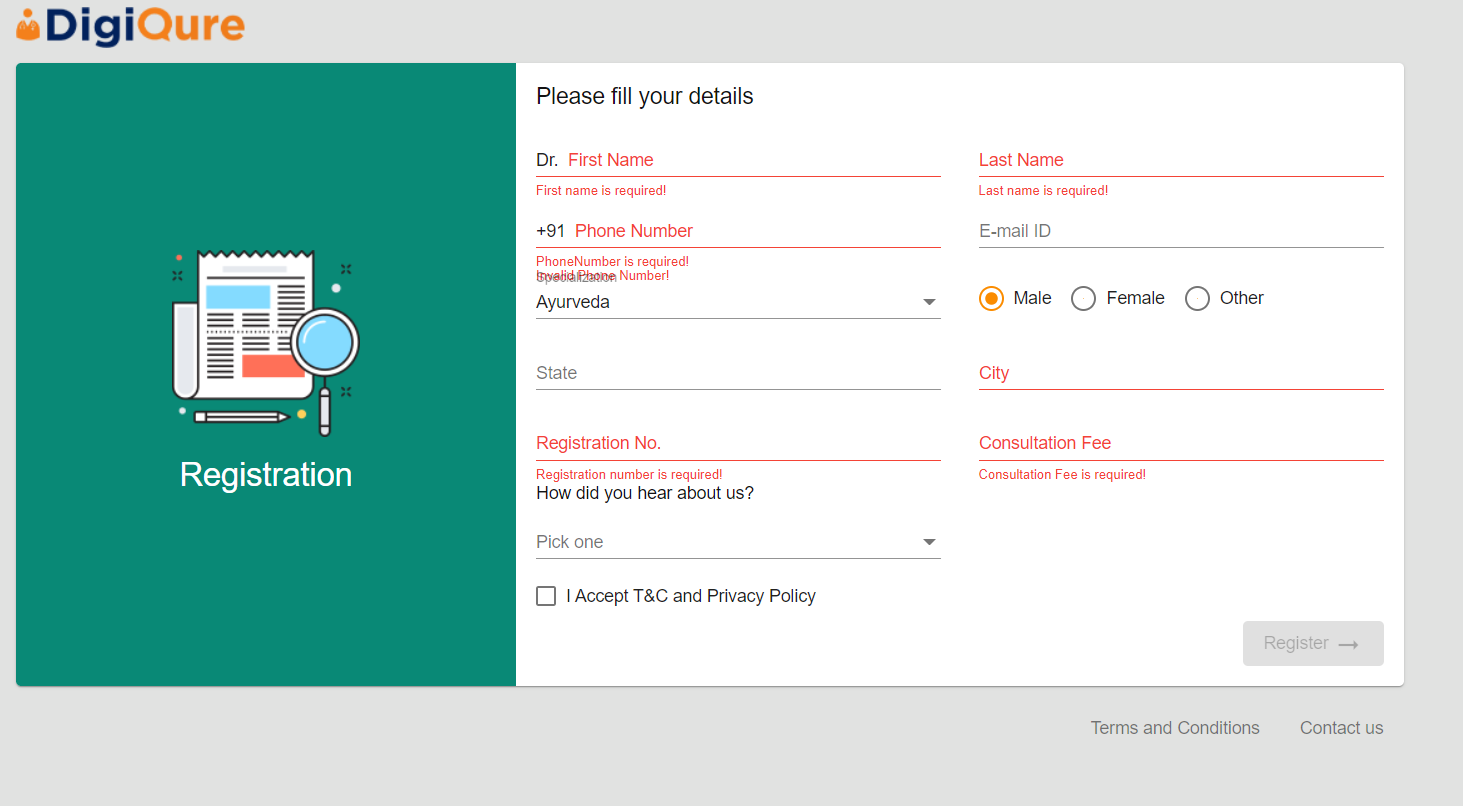 DigiQure
Please fill your details
Dr. First Name
Last Name
First name is required!
Last name is required!
+91 Phone Number
E-mail ID
PhoneNumber is required!
Invalid Phone Number!
Specialization
Ayurveda
Male
Female
Other
State
City
Registration No.
Consultation Fee
Registration number is required!
Consultation Fee is required!
How did you hear about us?
Registration
Pick one
I Accept T&C and Privacy Policy
Register →
Terms and Conditions
Contact us